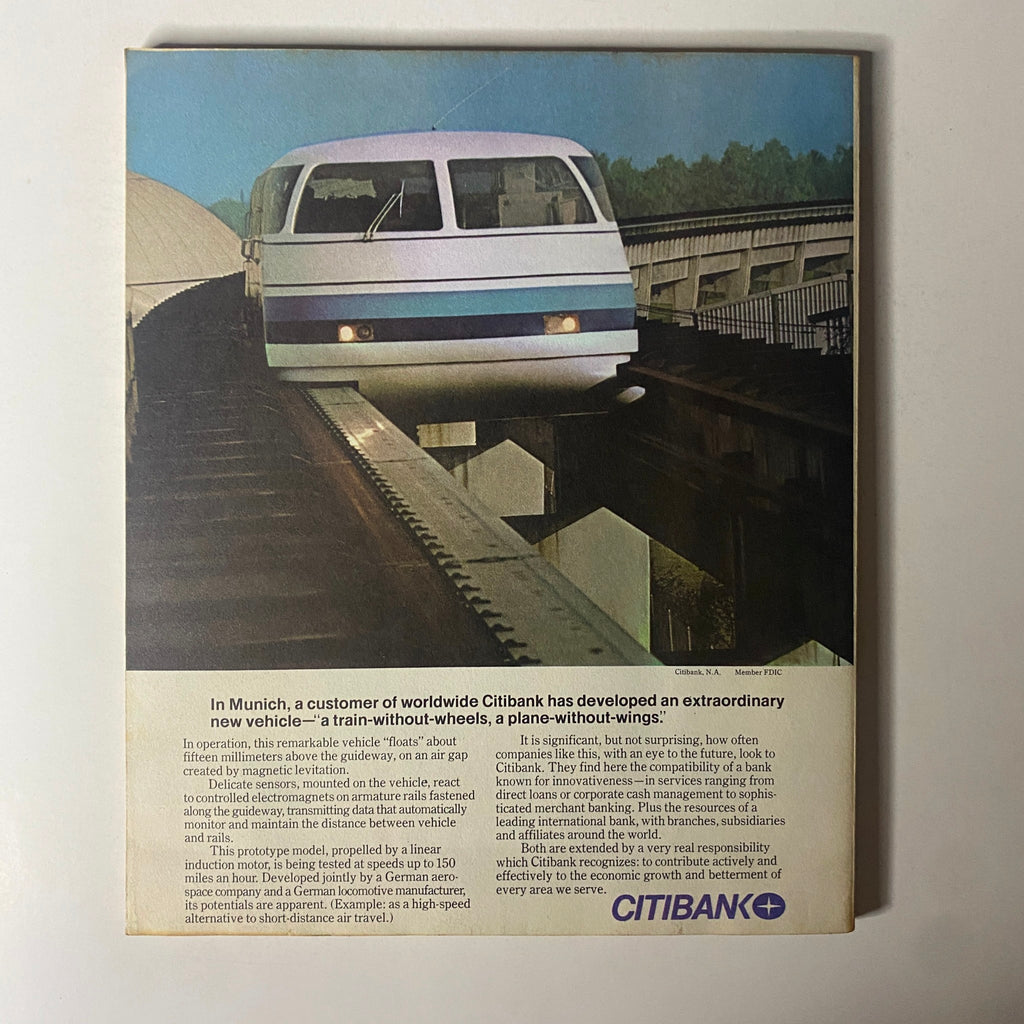 Citibank, N.A. Member FDIC
In Munich, a customer of worldwide Citibank has developed an extraordinary
new vehicle—“a train-without-wheels, a plane-without-wings.”
In operation, this remarkable vehicle “floats” about
fifteen millimeters above the guideway, on an air gap
created by magnetic levitation.
Delicate sensors, mounted on the vehicle, react
to controlled electromagnets on armature rails fastened
along the guideway, transmitting data that automatically
monitor and maintain the distance between vehicle
and rails.
This prototype model, propelled by a linear
induction motor, is being tested at speeds up to 150
miles an hour. Developed jointly by a German aero-
space company and a German locomotive manufacturer,
its potentials are apparent. (Example: as a high-speed
alternative to short-distance air travel.)
It is significant, but not surprising, how often
companies like this, with an eye to the future, look to
Citibank. They find here the compatibility of a bank
known for innovativeness—in services ranging from
direct loans or corporate cash management to sophis-
ticated merchant banking. Plus the resources of a
leading international bank, with branches, subsidiaries
and affiliates around the world.
Both are extended by a very real responsibility
which Citibank recognizes: to contribute actively and
effectively to the economic growth and betterment of
every area we serve.
CITIBANK